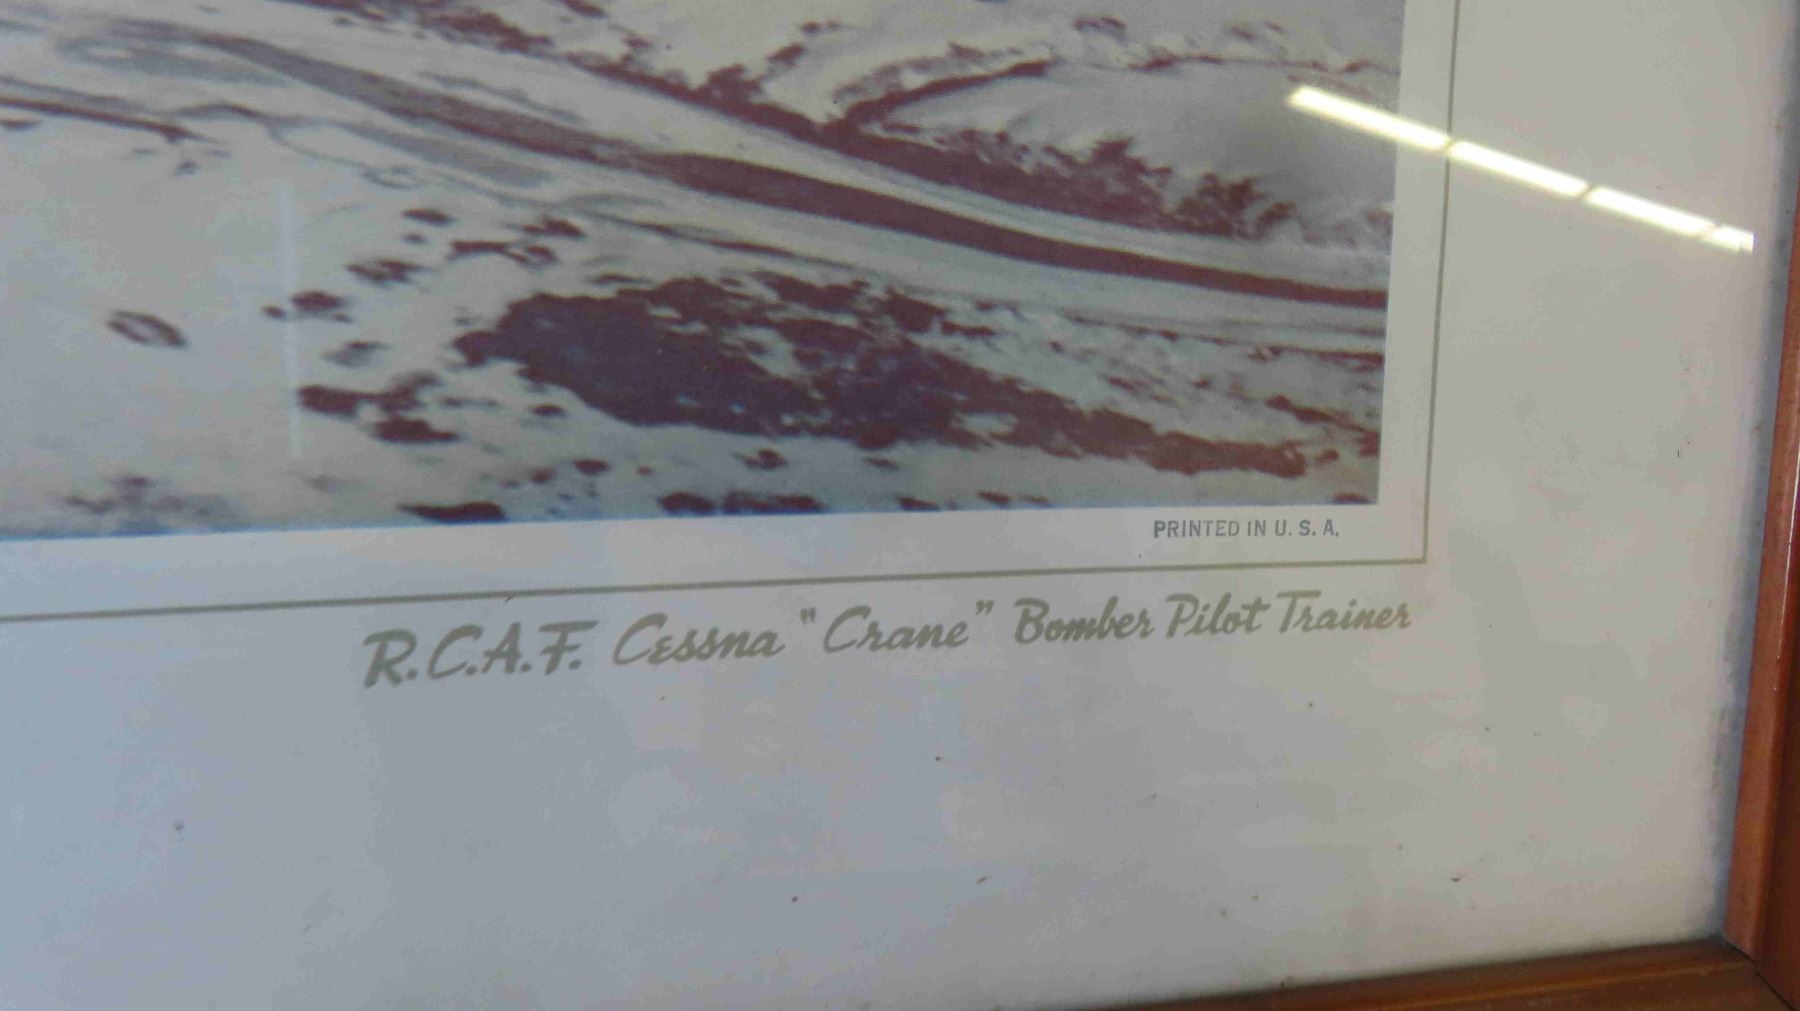 PRINTED IN U. S. A.
R.C.A.F. Cessna "Crane" Bomber Pilot Trainer